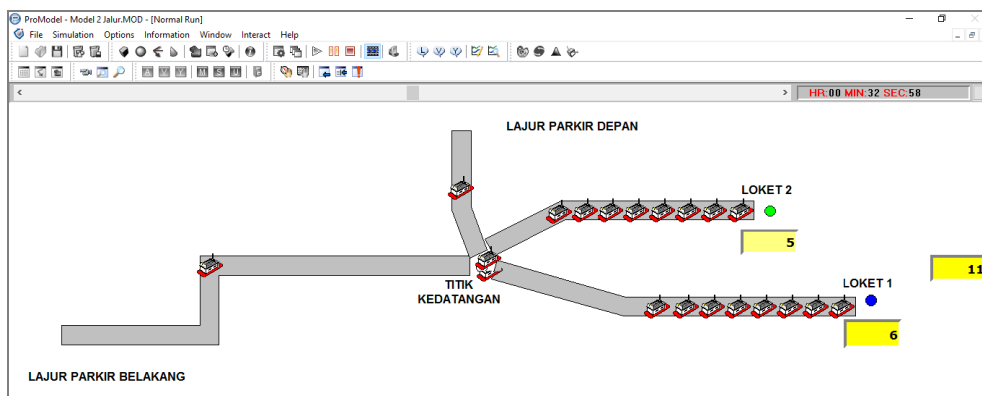 ProModel - Model 2 Jalur.MOD - [Normal Run]
File Simulation Options Information Window Interact Help
HR:00 MIN:32 SEC:58
LAJUR PARKIR DEPAN
LOKET 2
5
11
TITIK
KEDATANGAN
LOKET 1
6
LAJUR PARKIR BELAKANG